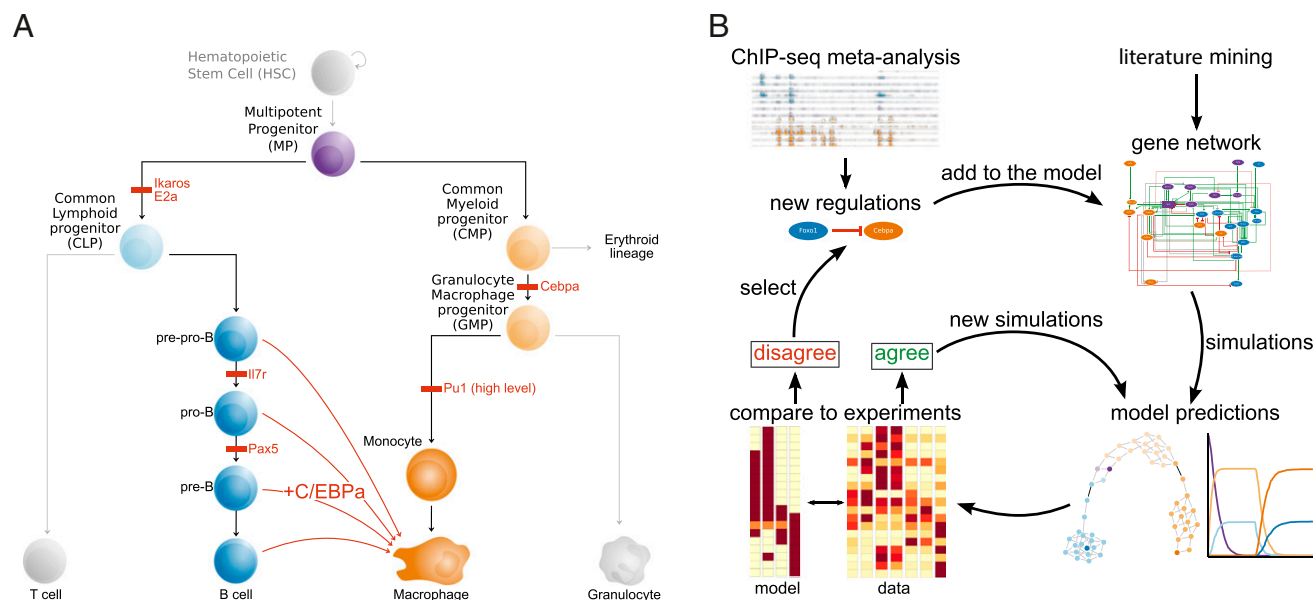 A
Hematopoietic
Stem Cell (HSC)
Multipotent
Progenitor
(MP)
Ikaros
E2a
Common
Lymphoid
progenitor
(CLP)
Common
Myeloid
progenitor
(CMP)
Erythroid
lineage
Cebpa
Granulocyte
Macrophage
progenitor
(GMP)
pre-pro-B
Il7r
pro-B
Pax5
pre-B
+C/EBPa
Pu1 (high level)
Monocyte
T cell
B cell
Macrophage
Granulocyte
B
ChIP-seq meta-analysis
literature mining
gene network
add to the model
new regulations
Foxo1
Cebpa
select
new simulations
simulations
disagree
agree
compare to experiments
model predictions
model
data